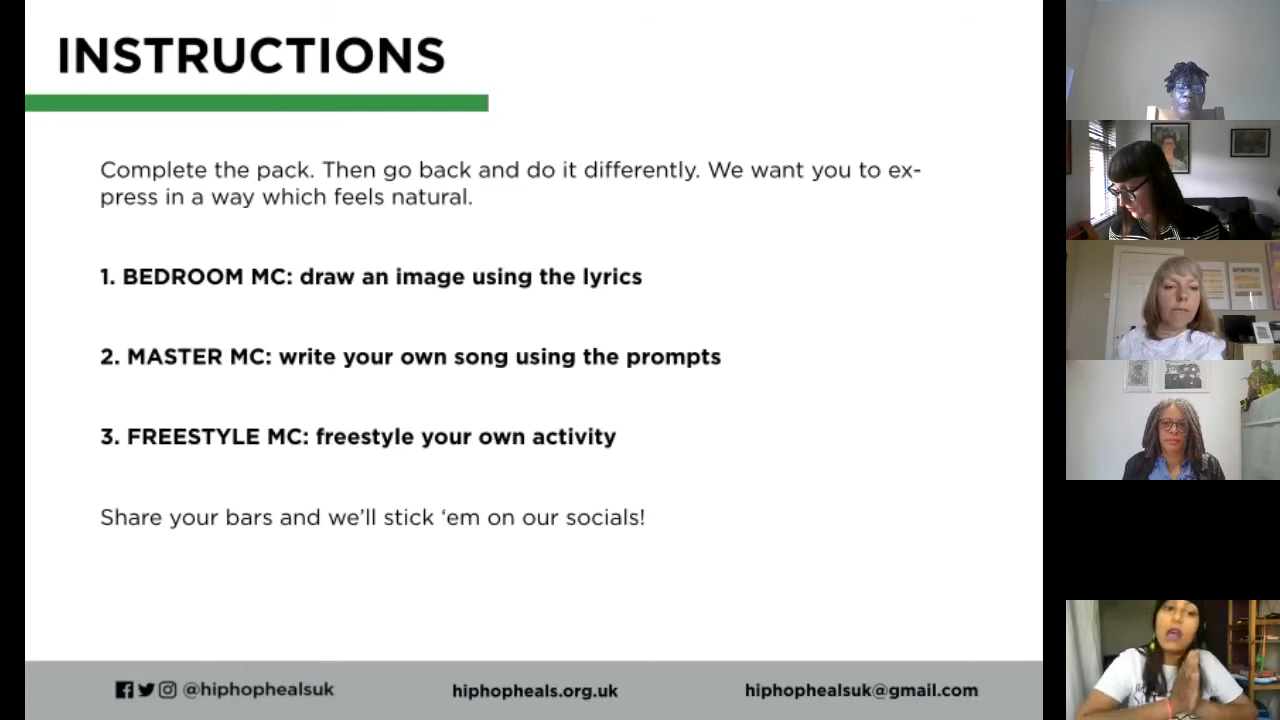 INSTRUCTIONS
Complete the pack. Then go back and do it differently. We want you to ex-
press in a way which feels natural.
1. BEDROOM MC: draw an image using the lyrics
2. MASTER MC: write your own song using the prompts
3. FREESTYLE MC: freestyle your own activity
Share your bars and we’ll stick ‘em on our socials!
@hiphophealsuk hiphopheals.org.uk hiphophealsuk@gmail.com